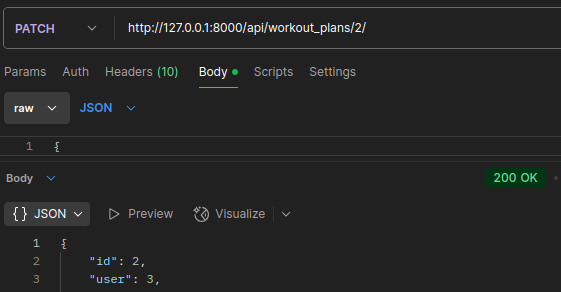 PATCH http://127.0.0.1:8000/api/workout_plans/2/
Params Auth Headers (10) Body Scripts Settings
raw JSON
1 {
Body 200 OK
{} JSON Preview Visualize
1 {
2 "id": 2,
3 "user": 3,